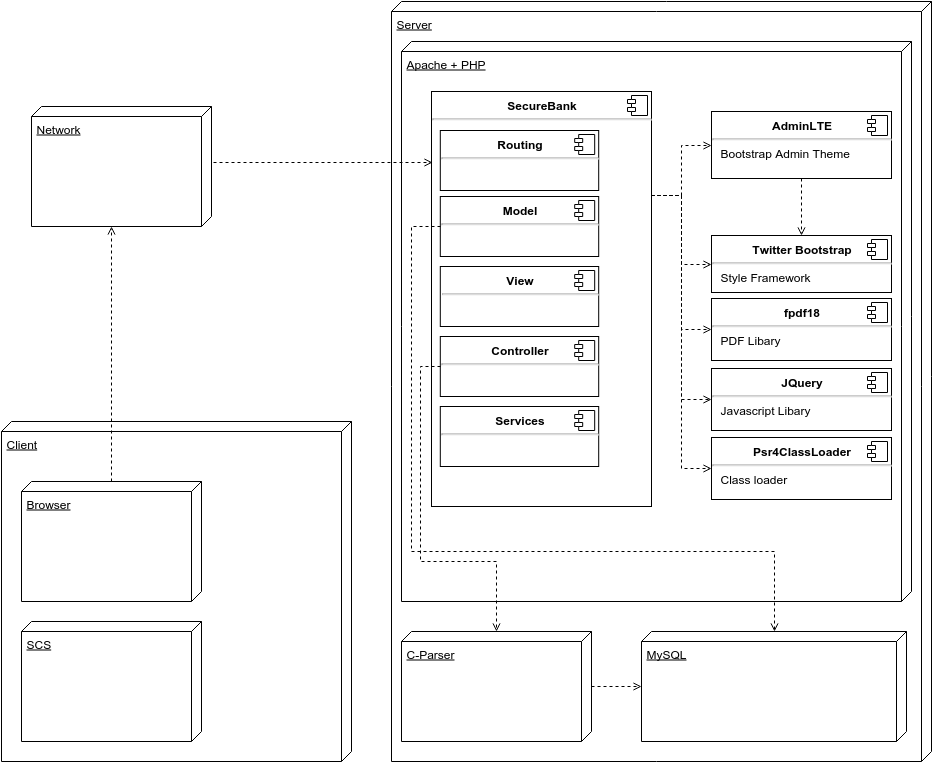 Server
Apache + PHP
SecureBank
Routing
Model
View
Controller
Services
AdminLTE
Bootstrap Admin Theme
Twitter Bootstrap
Style Framework
fpdf18
PDF Libary
JQuery
Javascript Libary
Psr4ClassLoader
Class loader
Network
Client
Browser
SCS
C-Parser
MySQL